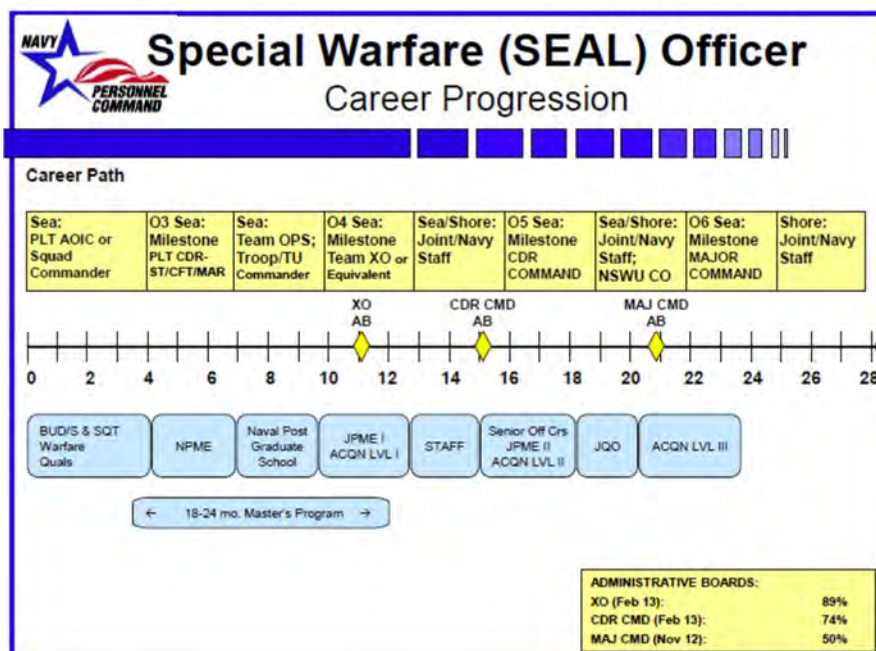 NAVY
PERSONNEL
COMMAND
Special Warfare (SEAL) Officer
Career Progression
Career Path
Sea:
PLT AOIC or
Squad
Commander
O3 Sea:
Milestone
PLT CDR-
ST/CFT/MAR
Sea:
Team OPS;
Troop/TU
Commander
O4 Sea:
Milestone
Team XO or
Equivalent
Sea/Shore:
Joint/Navy
Staff
O5 Sea:
Milestone
CDR
COMMAND
Sea/Shore:
Joint/Navy
Staff;
NSWU CO
O6 Sea:
Milestone
MAJOR
COMMAND
Shore:
Joint/Navy
Staff
XO
AB
CDR CMD
AB
MAJ CMD
AB
0 2 4 6 8 10 12 14 16 18 20 22 24 26 28
BUD/S & SQT
Warfare
Quals
NPME
Naval Post
Graduate
School
JPME I
ACQN LVL I
STAFF
Senior Off Crs
JPME II
ACQN LVL II
JQO
ACQN LVL III
← 18-24 mo. Master's Program →
ADMINISTRATIVE BOARDS:
XO (Feb 13): 89%
CDR CMD (Feb 13): 74%
MAJ CMD (Nov 12): 50%